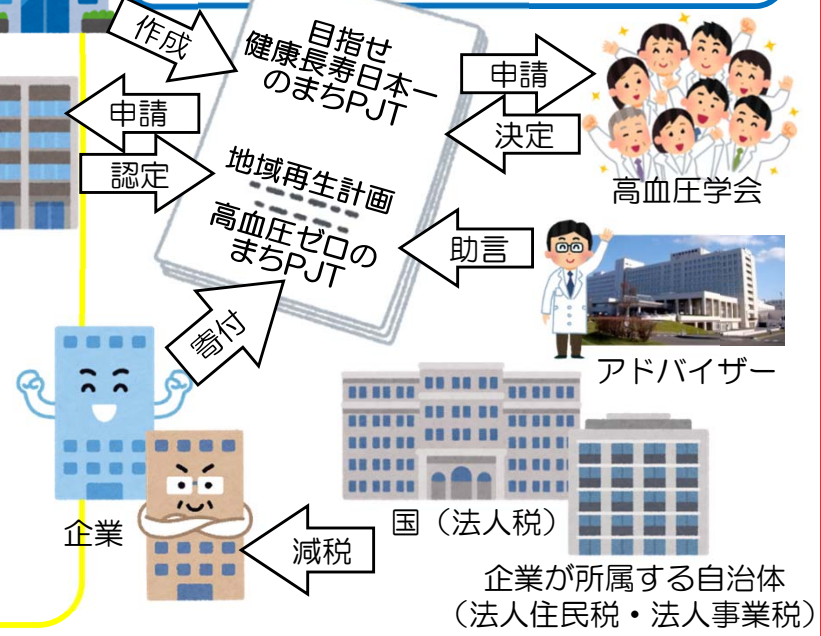 作成
目指せ
健康長寿日本一
のまちPJT
申請
決定
高血圧学会
申請
認定
地域再生計画
高血圧ゼロの
まちPJT
助言
アドバイザー
寄付
企業
減税
国（法人税）
企業が所属する自治体
（法人住民税・法人事業税）